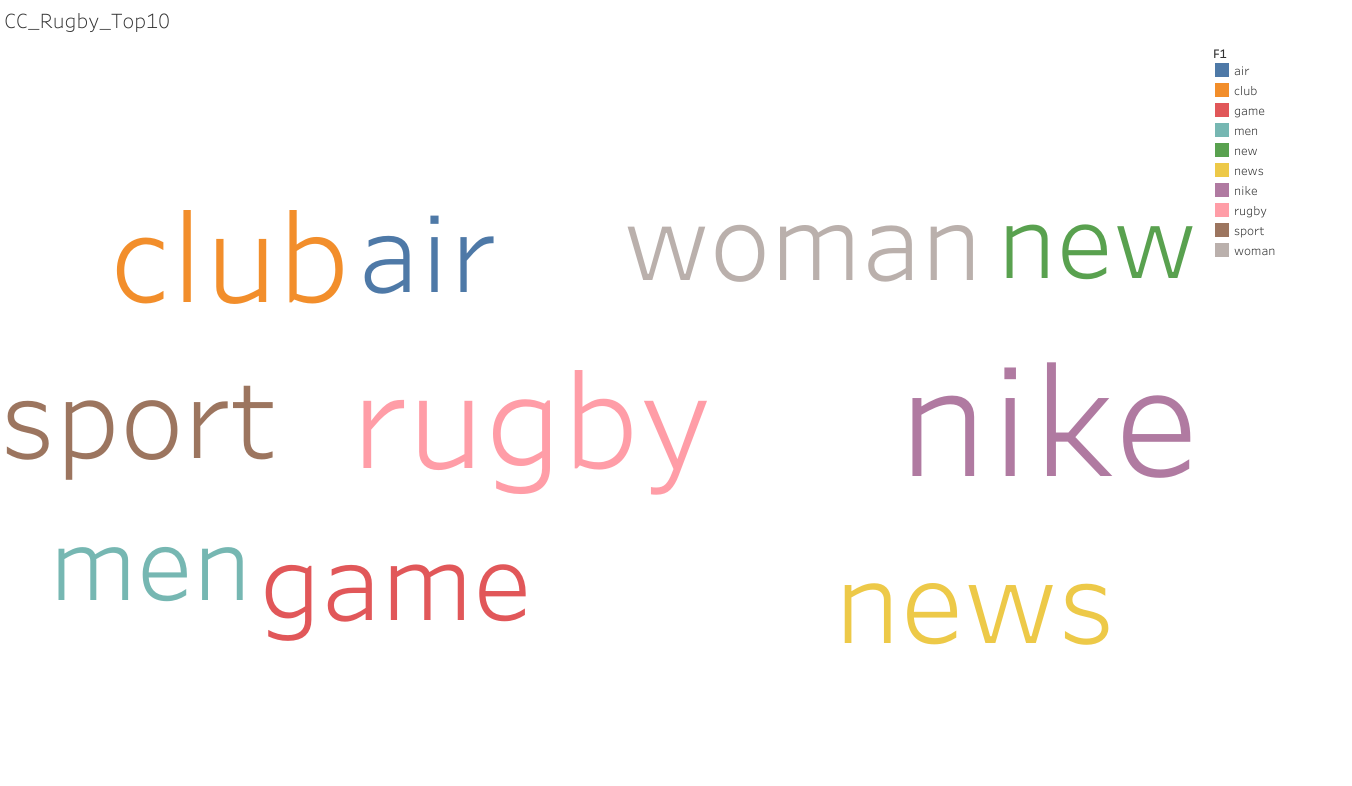 CC_Rugby_Top10
F1
air
club
game
men
new
news
nike
rugby
sport
woman
club air woman new
sport rugby nike
men game news